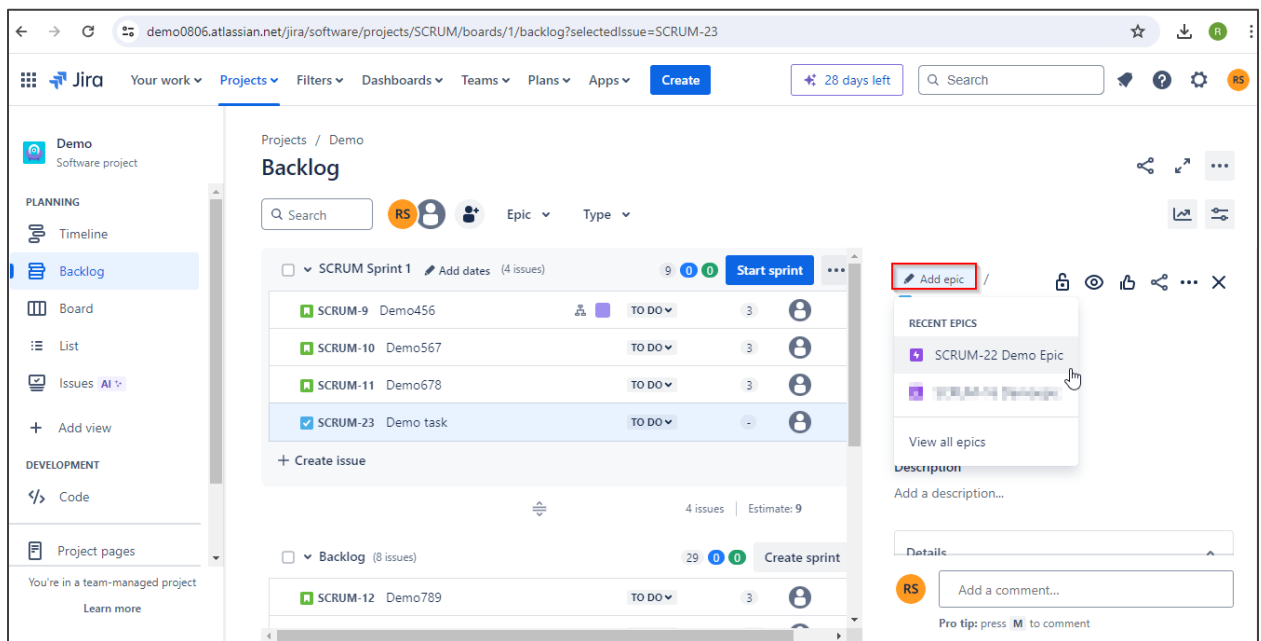 demo0806.atlassian.net/jira/software/projects/SCRUM/boards/1/backlog?selectedIssue=SCRUM-23
R
Jira
Your work
Projects
Filters
Dashboards
Teams
Plans
Apps
Create
28 days left
Search
RS
Demo
Software project
PLANNING
Timeline
Backlog
Board
List
Issues AI
+ Add view
DEVELOPMENT
</> Code
Project pages
You're in a team-managed project
Learn more
Projects / Demo
Backlog
Search
RS
Epic
Type
SCRUM Sprint 1 Add dates (4 issues) 9 0 0 Start sprint
SCRUM-9 Demo456 TO DO 3
SCRUM-10 Demo567 TO DO 3
SCRUM-11 Demo678 TO DO 3
SCRUM-23 Demo task TO DO -
+ Create issue
4 issues | Estimate: 9
Backlog (8 issues) 29 0 0 Create sprint
SCRUM-12 Demo789 TO DO 3
Add epic /
RECENT EPICS
SCRUM-22 Demo Epic
View all epics
Description
Add a description...
Details
RS
Add a comment...
Pro tip: press M to comment